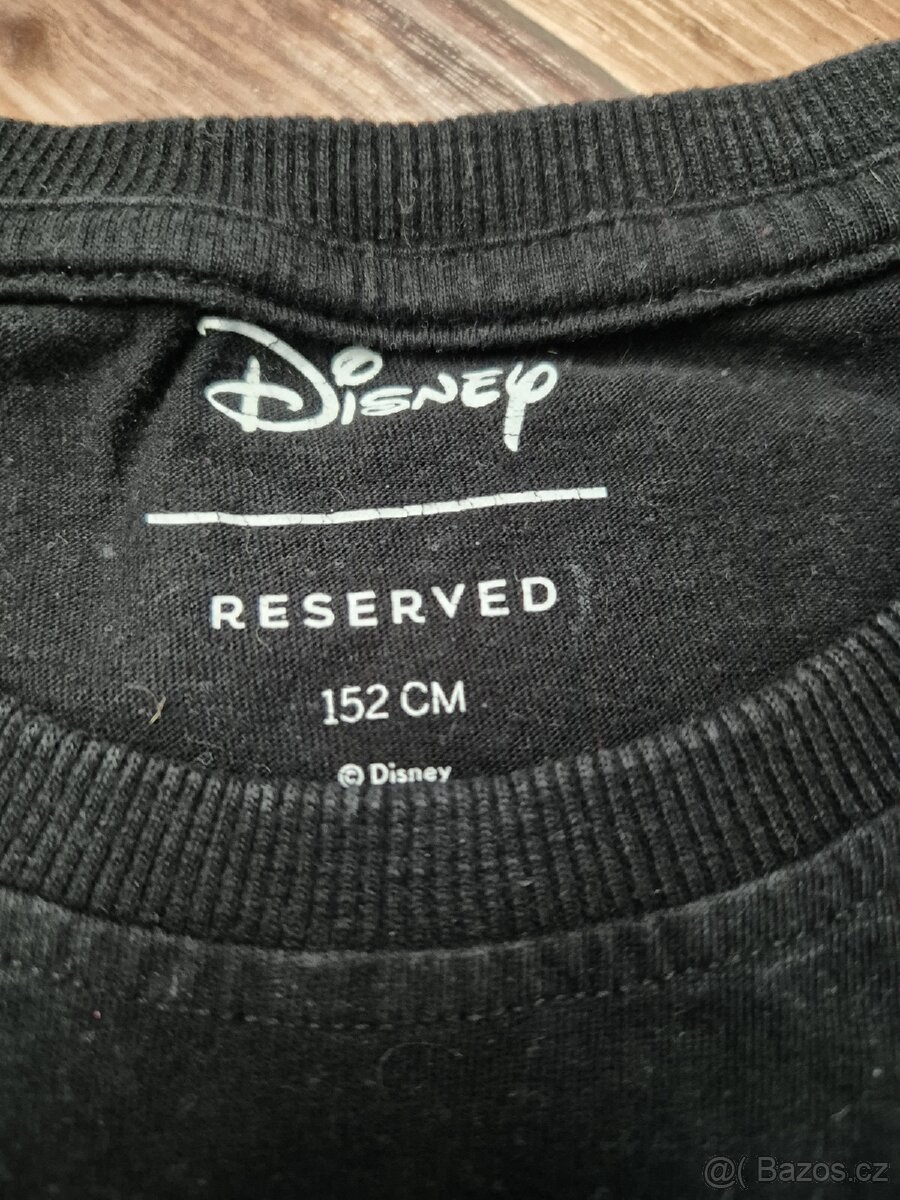 Disney
RESERVED
152 CM
© Disney
@( Bazos.cz